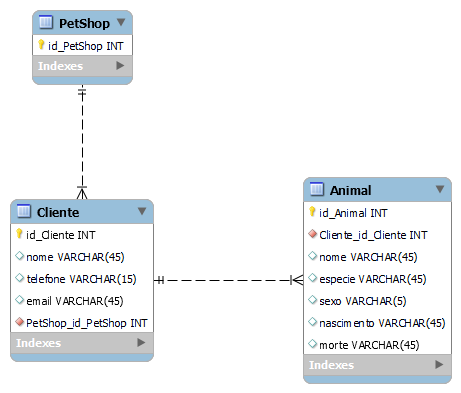 PetShop
id_PetShop INT
Indexes
Cliente
id_Cliente INT
nome VARCHAR(45)
telefone VARCHAR(15)
email VARCHAR(45)
PetShop_id_PetShop INT
Indexes
Animal
id_Animal INT
Cliente_id_Cliente INT
nome VARCHAR(45)
especie VARCHAR(45)
sexo VARCHAR(5)
nascimento VARCHAR(45)
morte VARCHAR(45)
Indexes